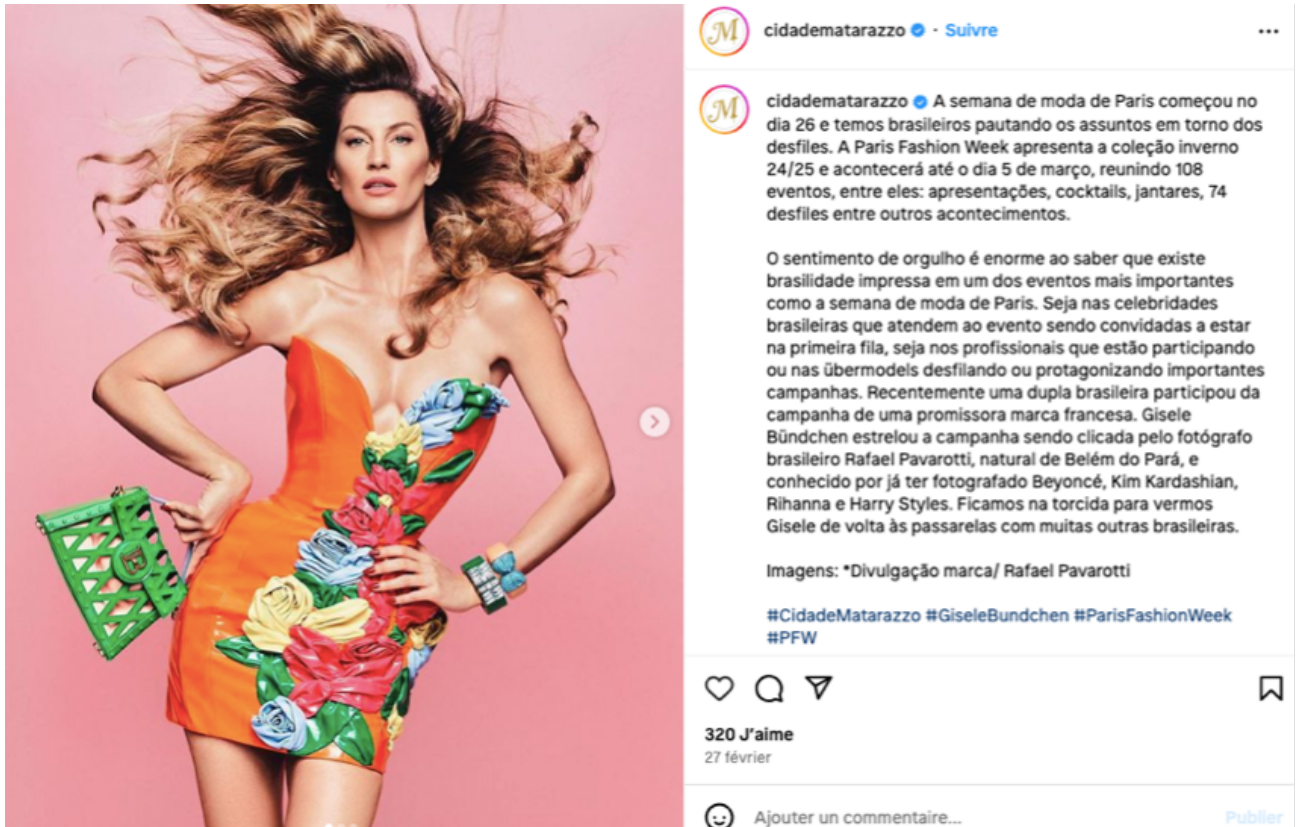 cidadematarazzo · Suivre
cidadematarazzo A semana de moda de Paris começou no
dia 26 e temos brasileiros pautando os assuntos em torno dos
desfiles. A Paris Fashion Week apresenta a coleção inverno
24/25 e acontecerá até o dia 5 de março, reunindo 108
eventos, entre eles: apresentações, cocktails, jantares, 74
desfiles entre outros acontecimentos.
O sentimento de orgulho é enorme ao saber que existe
brasilidade impressa em um dos eventos mais importantes
como a semana de moda de Paris. Seja nas celebridades
brasileiras que atendem ao evento sendo convidadas a estar
na primeira fila, seja nos profissionais que estão participando
ou nas übermodels desfilando ou protagonizando importantes
campanhas. Recentemente uma dupla brasileira participou da
campanha de uma promissora marca francesa. Gisele
Bündchen estrelou a campanha sendo clicada pelo fotógrafo
brasileiro Rafael Pavarotti, natural de Belém do Pará, e
conhecido por já ter fotografado Beyoncé, Kim Kardashian,
Rihanna e Harry Styles. Ficamos na torcida para vermos
Gisele de volta às passarelas com muitas outras brasileiras.
Imagens: *Divulgação marca/ Rafael Pavarotti
#CidadeMatarazzo #GiseleBundchen #ParisFashionWeek
#PFW
320 J'aime
27 février
Ajouter un commentaire... Publier